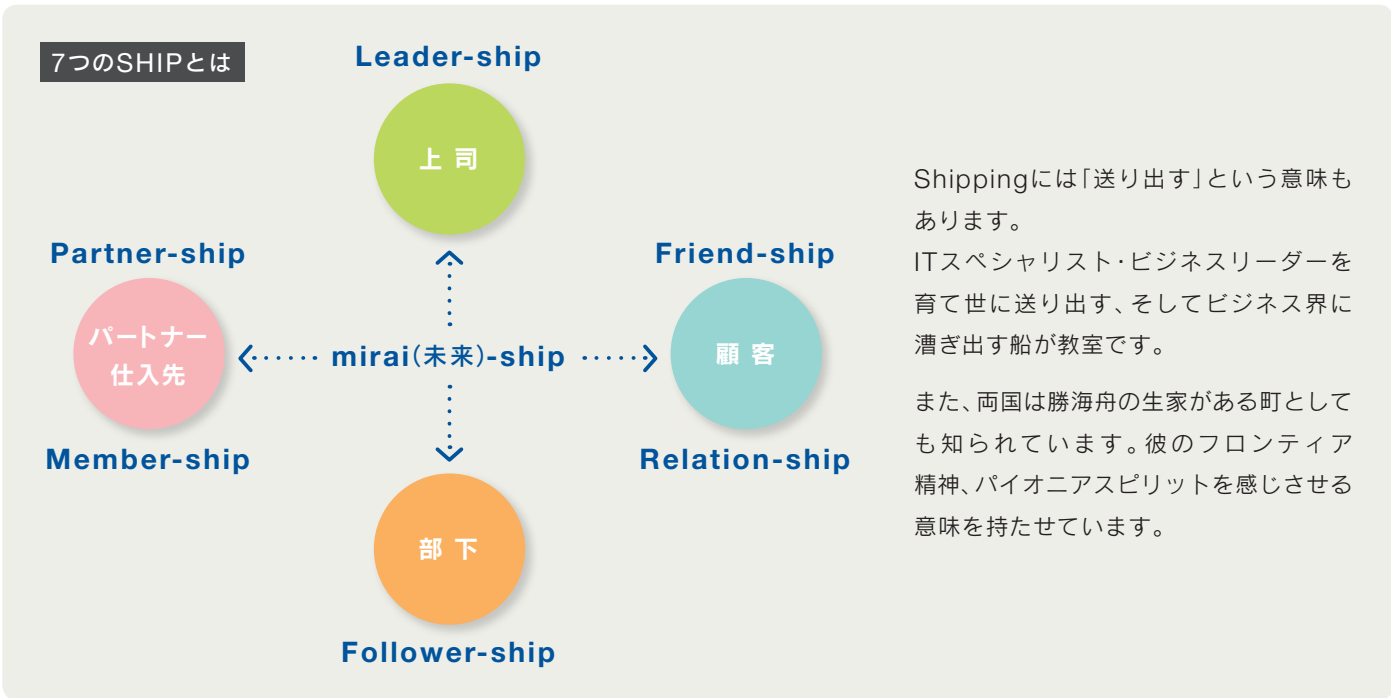 7つのSHIPとは
Leader-ship
上司
Partner-ship
パートナー
仕入先
Member-ship
mirai(未来)-ship
Friend-ship
顧客
Relation-ship
部下
Follower-ship
Shippingには「送り出す」という意味も
あります。
ITスペシャリスト・ビジネスリーダーを
育て世に送り出す、そしてビジネス界に
漕ぎ出す船が教室です。
また、両国は勝海舟の生家がある町として
も知られています。彼のフロンティア
精神、パイオニアスピリットを感じさせる
意味を持たせています。